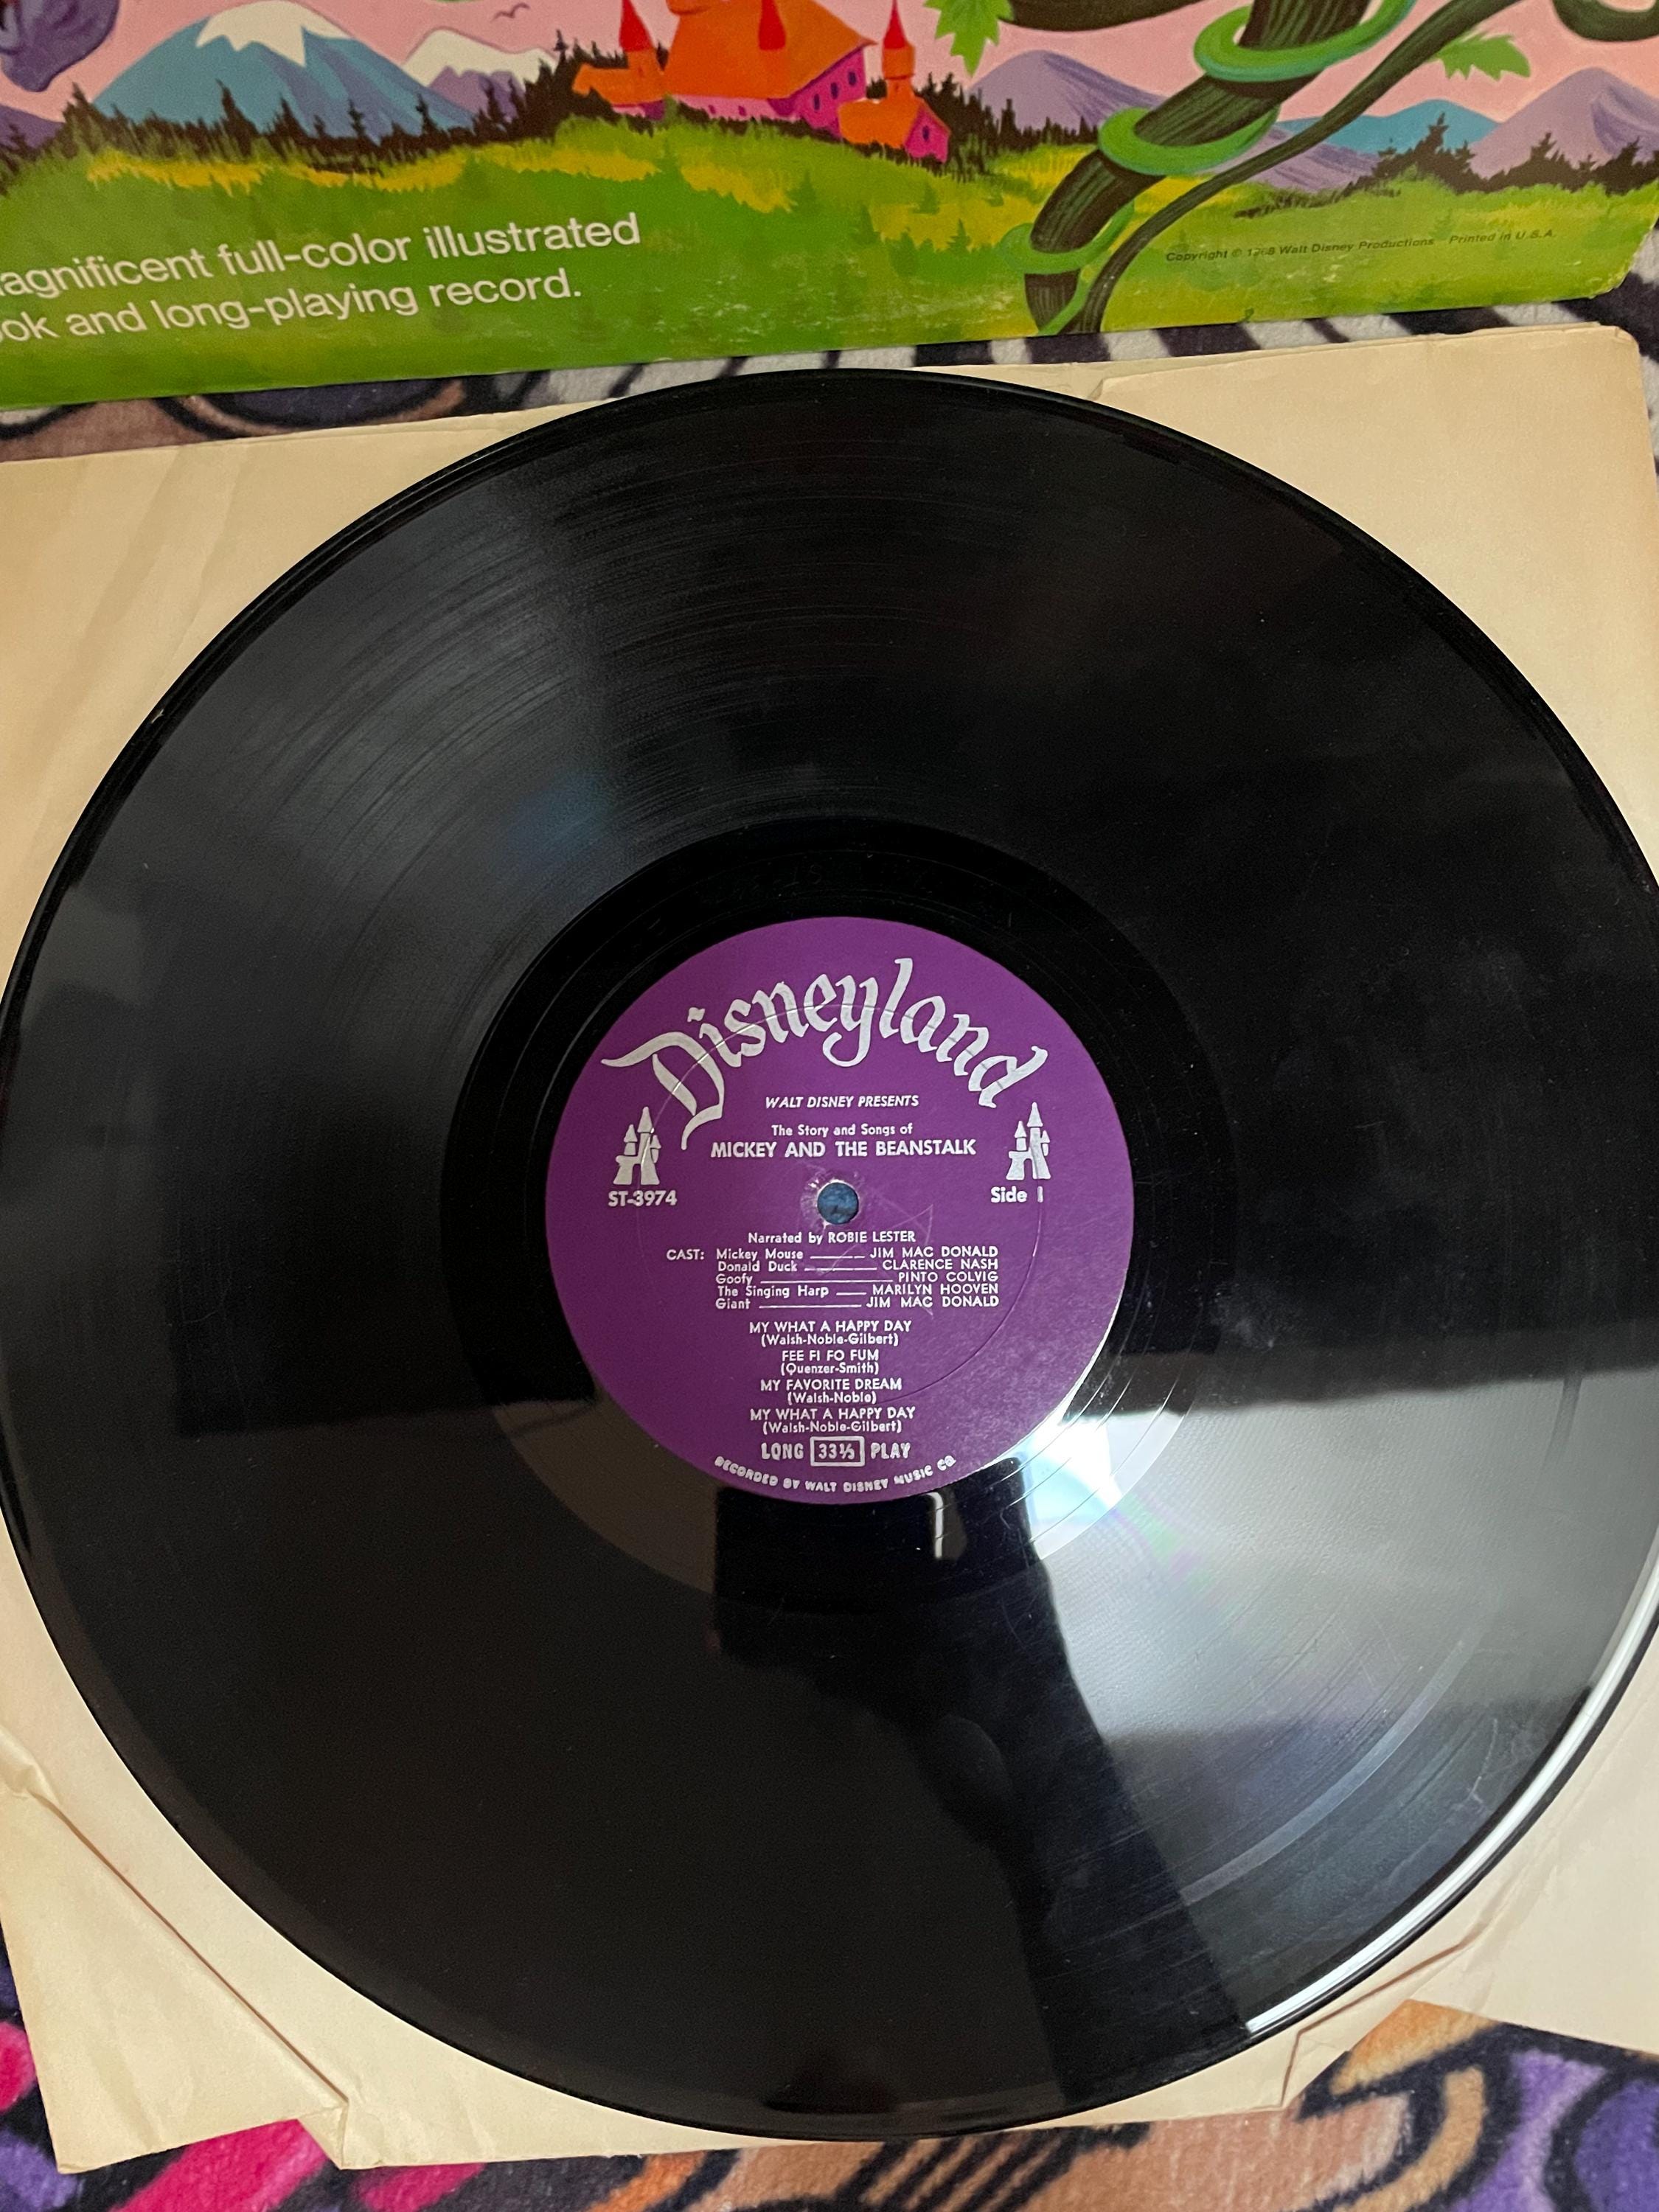 agnificent full-color illustrated
ok and long-playing record.
Copyright © 1968 Walt Disney Productions Printed in U.S.A.
Disneyland
WALT DISNEY PRESENTS
The Story and Songs of
MICKEY AND THE BEANSTALK
ST-3974 Side 1
Narrated by ROBIE LESTER
CAST: Mickey Mouse JIM MAC DONALD
Donald Duck CLARENCE NASH
Goofy PINTO COLVIG
The Singing Harp MARILYN HOOVEN
Giant JIM MAC DONALD
MY WHAT A HAPPY DAY
(Walsh-Noble-Gilbert)
FEE FI FO FUM
(Quenzer-Smith)
MY FAVORITE DREAM
(Walsh-Noble)
MY WHAT A HAPPY DAY
(Walsh-Noble-Gilbert)
LONG 33⅓ PLAY
RECORDED BY WALT DISNEY MUSIC CO.